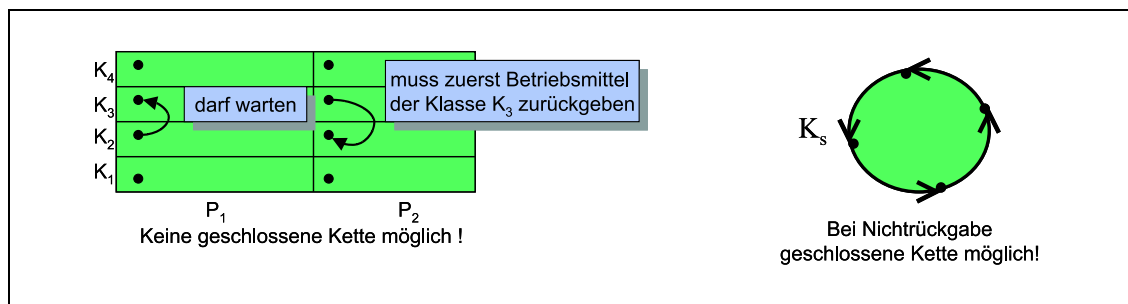 K4
K3
K2
K1
darf warten
muss zuerst Betriebsmittel
der Klasse K3 zurückgeben
P1
P2
Keine geschlossene Kette möglich !
Ks
Bei Nichtrückgabe
geschlossene Kette möglich!